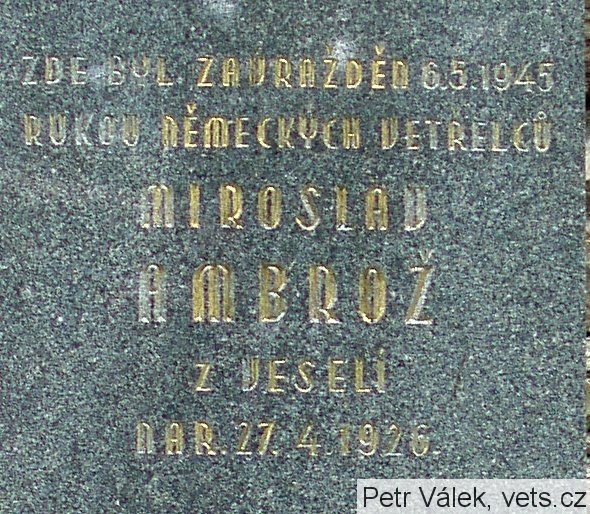 ZDE BYL ZAVRAŽDĚN 6.5.1945
RUKOU NĚMECKÝCH VETŘELCŮ
MIROSLAV
AMBROŽ
Z VESELÍ
NAR. 27. 4. 1926.
Petr Válek, vets.cz